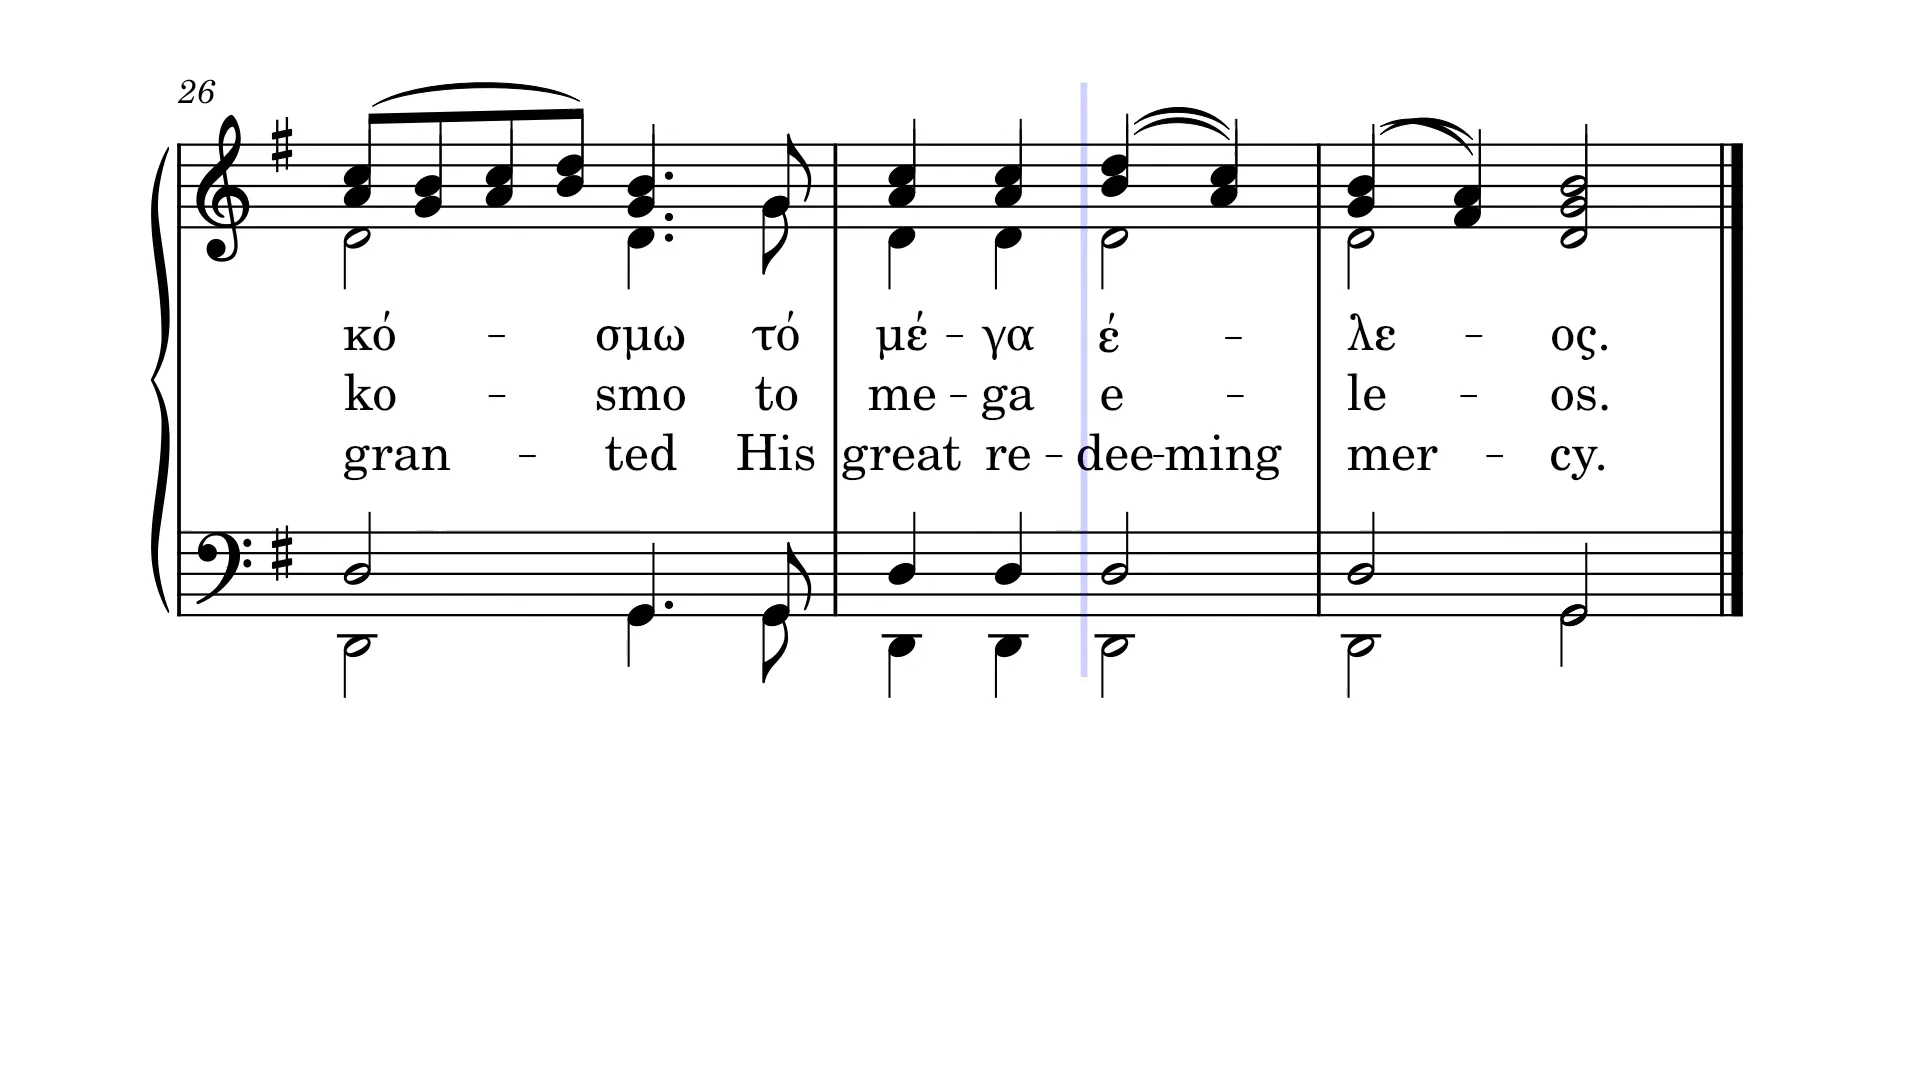 26
κό - σμω τό μέ - γα έ - λε - ος.
ko - smo to me - ga e - le - os.
gran - ted His great re - dee-ming mer - cy.